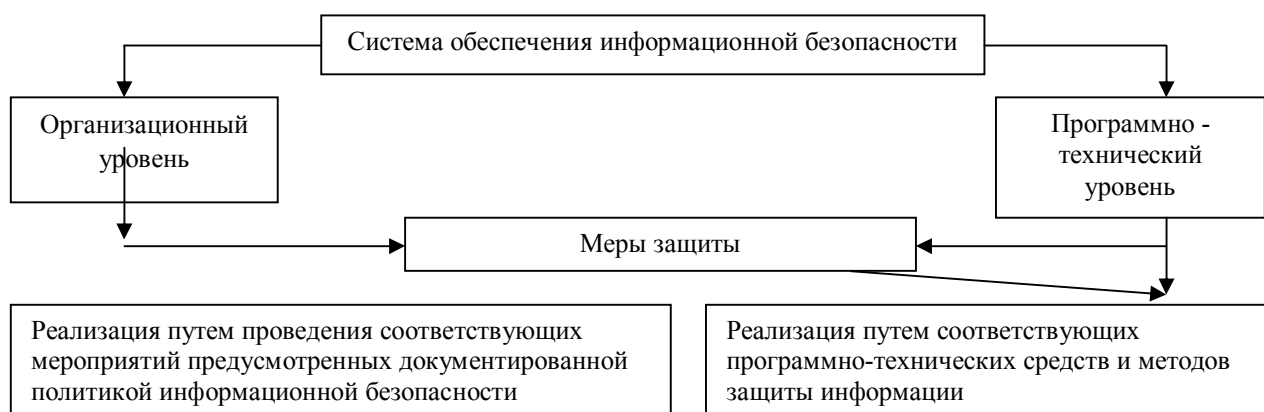 Система обеспечения информационной безопасности
Организационный
уровень
Программно -
технический
уровень
Меры защиты
Реализация путем проведения соответствующих
мероприятий предусмотренных документированной
политикой информационной безопасности
Реализация путем соответствующих
программно-технических средств и методов
защиты информации